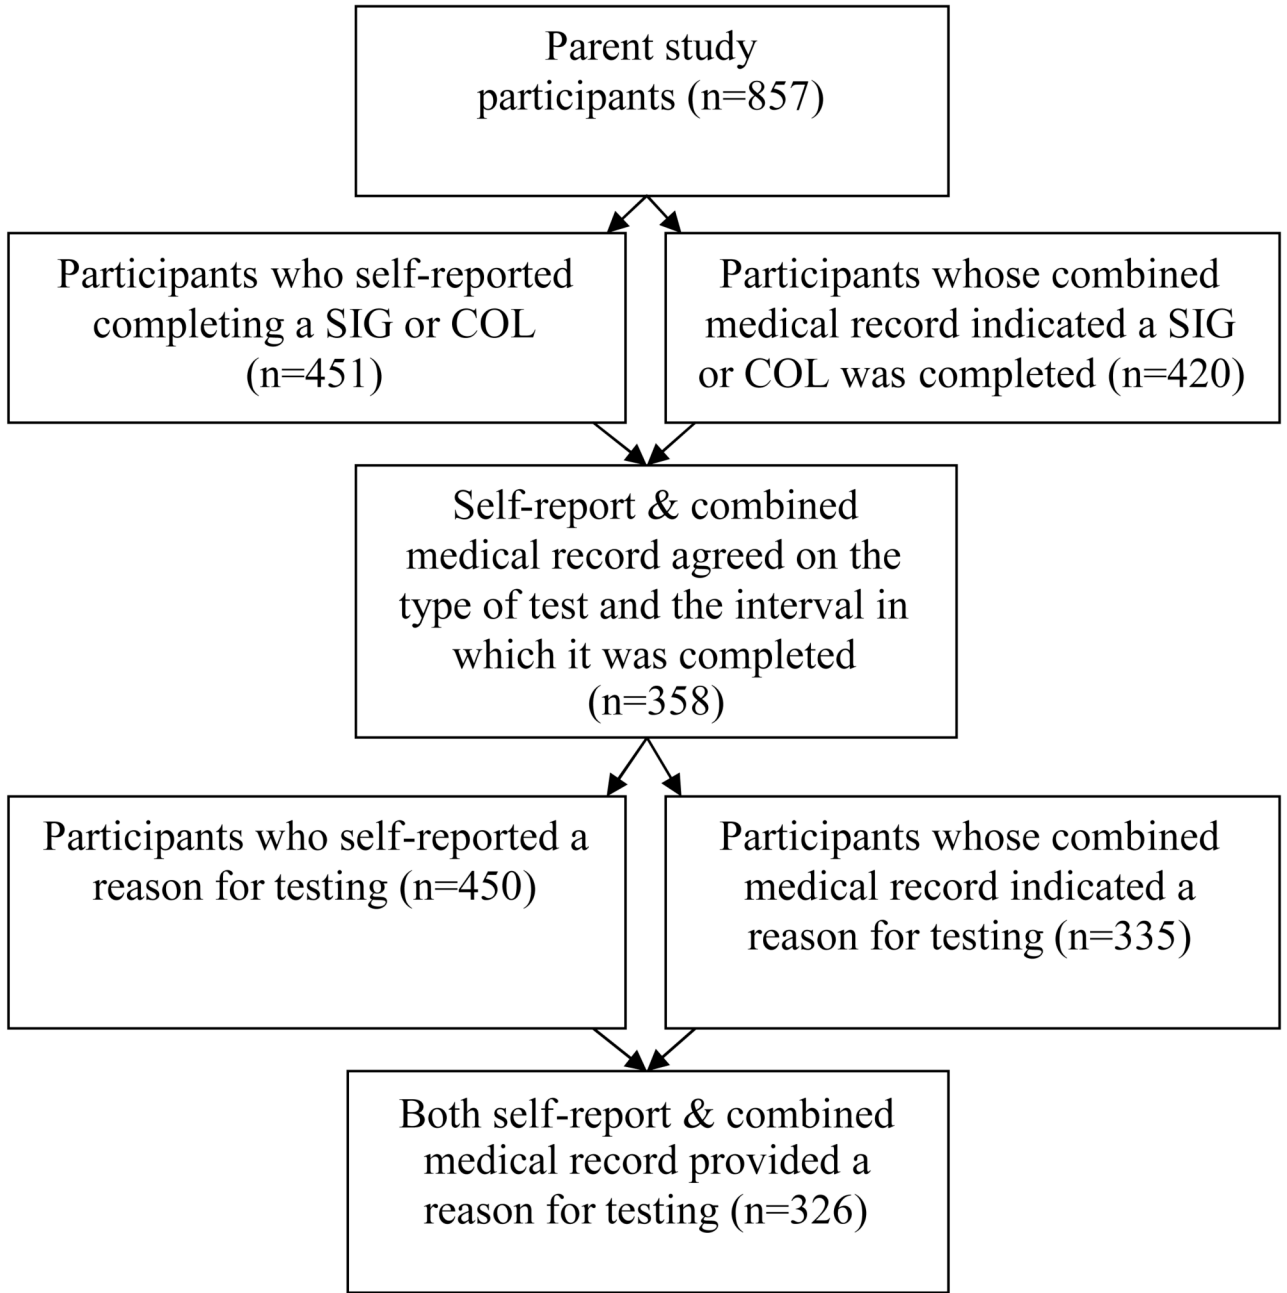 Parent study
participants (n=857)
Participants who self-reported
completing a SIG or COL
(n=451)
Participants whose combined
medical record indicated a SIG
or COL was completed (n=420)
Self-report & combined
medical record agreed on the
type of test and the interval in
which it was completed
(n=358)
Participants who self-reported a
reason for testing (n=450)
Participants whose combined
medical record indicated a
reason for testing (n=335)
Both self-report & combined
medical record provided a
reason for testing (n=326)